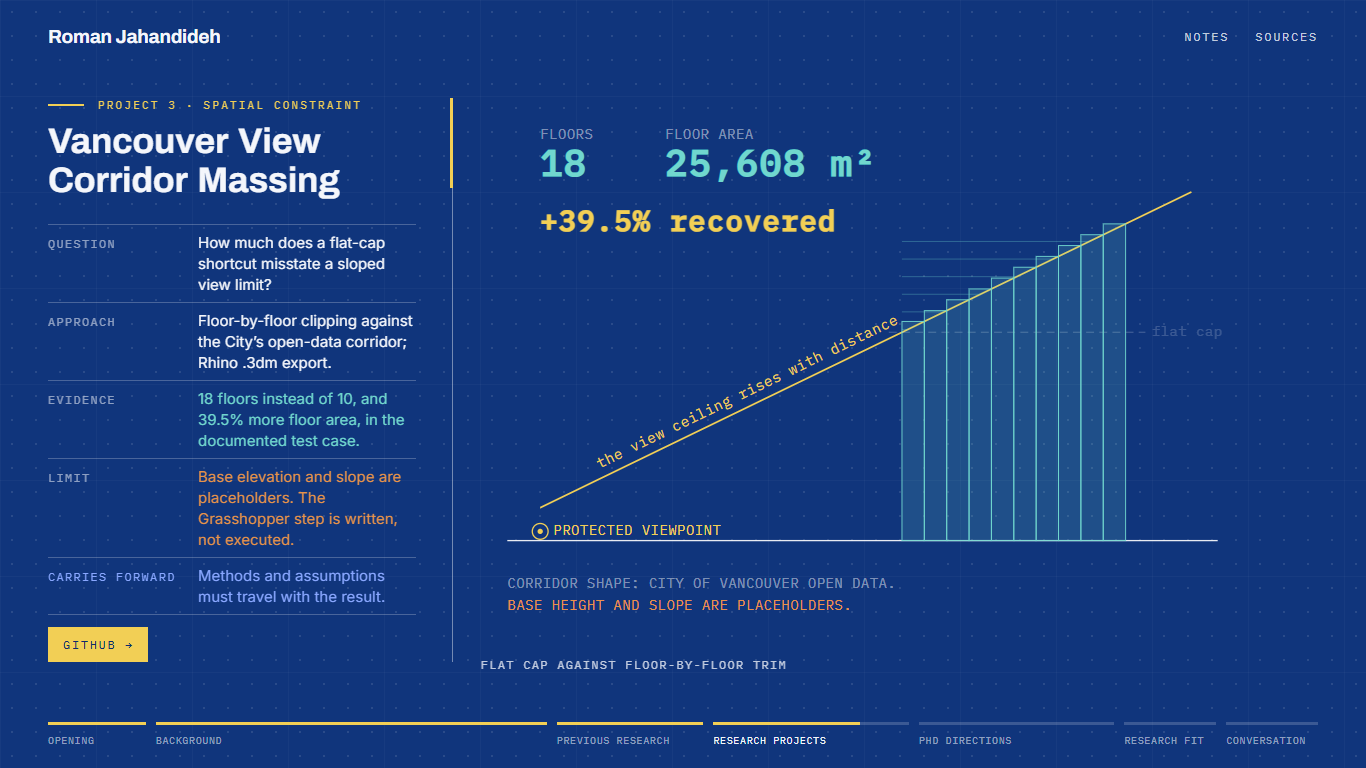 Roman Jahandideh
NOTES SOURCES
PROJECT 3 · SPATIAL CONSTRAINT
Vancouver View
Corridor Massing
QUESTION
How much does a flat-cap
shortcut misstate a sloped
view limit?
APPROACH
Floor-by-floor clipping against
the City’s open-data corridor;
Rhino .3dm export.
EVIDENCE
18 floors instead of 10, and
39.5% more floor area, in the
documented test case.
LIMIT
Base elevation and slope are
placeholders. The
Grasshopper step is written,
not executed.
CARRIES FORWARD
Methods and assumptions
must travel with the result.
GITHUB →
FLOORS
18
FLOOR AREA
25,608 m²
+39.5% recovered
the view ceiling rises with distance
flat cap
PROTECTED VIEWPOINT
CORRIDOR SHAPE: CITY OF VANCOUVER OPEN DATA.
BASE HEIGHT AND SLOPE ARE PLACEHOLDERS.
FLAT CAP AGAINST FLOOR-BY-FLOOR TRIM
OPENING
BACKGROUND
PREVIOUS RESEARCH
RESEARCH PROJECTS
PHD DIRECTIONS
RESEARCH FIT
CONVERSATION